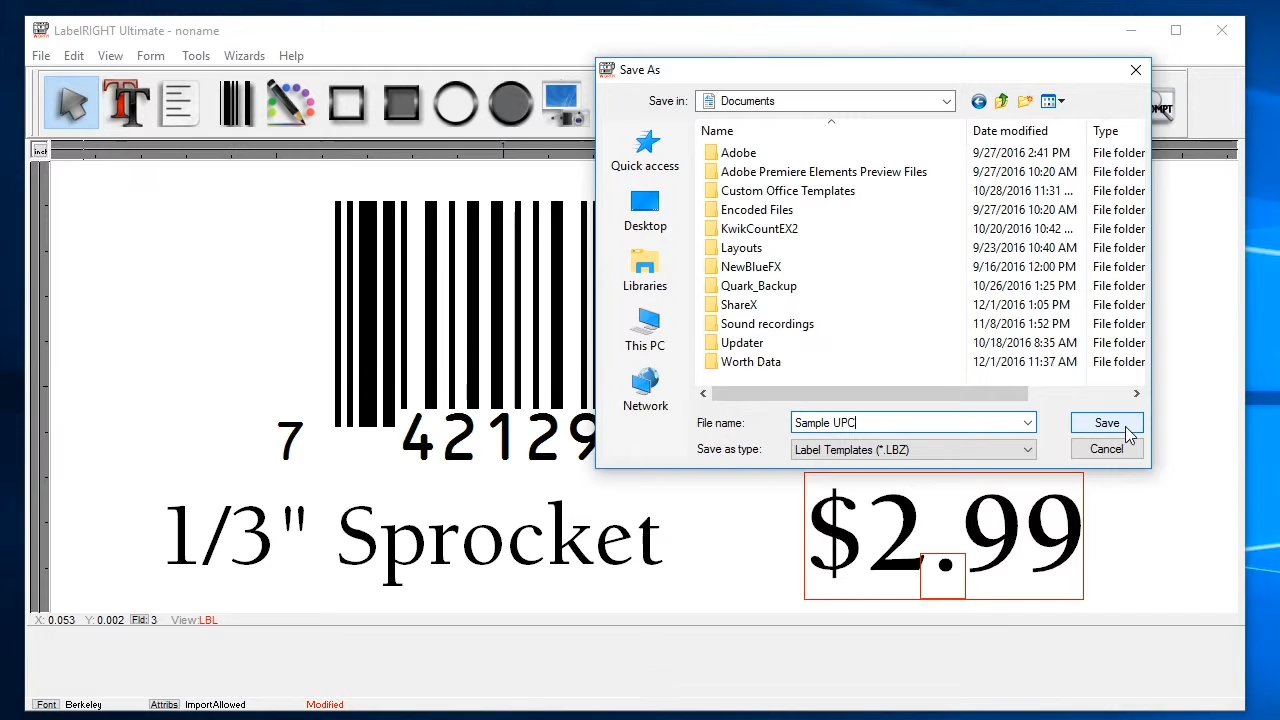 LabelRIGHT Ultimate - noname
File Edit View Form Tools Wizards Help
Save As
Save in: Documents
Name Date modified Type
Quick access
Desktop
Libraries
This PC
Network
Adobe 9/27/2016 2:41 PM File folder
Adobe Premiere Elements Preview Files 9/27/2016 10:20 AM File folder
Custom Office Templates 10/28/2016 11:31 ... File folder
Encoded Files 9/27/2016 10:20 AM File folder
KwikCountEX2 10/20/2016 10:42 ... File folder
Layouts 9/23/2016 10:40 AM File folder
NewBlueFX 9/16/2016 12:00 PM File folder
Quark_Backup 10/26/2016 1:25 PM File folder
ShareX 12/1/2016 1:05 PM File folder
Sound recordings 11/8/2016 1:52 PM File folder
Updater 10/18/2016 8:35 AM File folder
Worth Data 12/1/2016 11:37 AM File folder
File name: Sample UPC Save
Save as type: Label Templates (*.LBZ) Cancel
7 42129
1/3" Sprocket $2.99
X: 0.053 Y: 0.002 Fld: 3 View:LBL
Font Berkeley Attribs ImportAllowed Modified